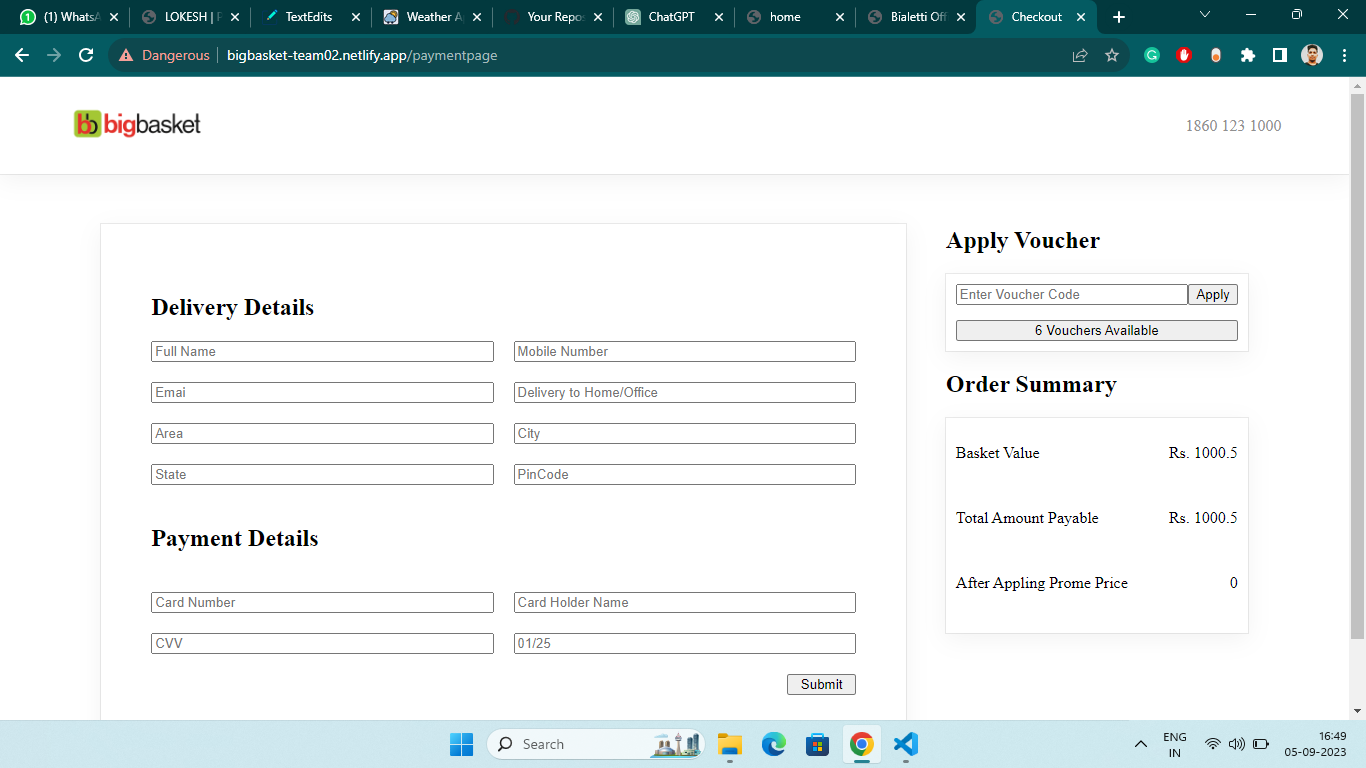 (1) WhatsA
LOKESH | P
TextEdits
Weather A
Your Repos
ChatGPT
home
Bialetti Off
Checkout
Dangerous
bigbasket-team02.netlify.app/paymentpage
bb bigbasket
1860 123 1000
Delivery Details
Full Name
Mobile Number
Emai
Delivery to Home/Office
Area
City
State
PinCode
Payment Details
Card Number
Card Holder Name
CVV
01/25
Submit
Apply Voucher
Enter Voucher Code
Apply
6 Vouchers Available
Order Summary
Basket Value
Rs. 1000.5
Total Amount Payable
Rs. 1000.5
After Appling Prome Price
0
Search
ENG
IN
16:49
05-09-2023